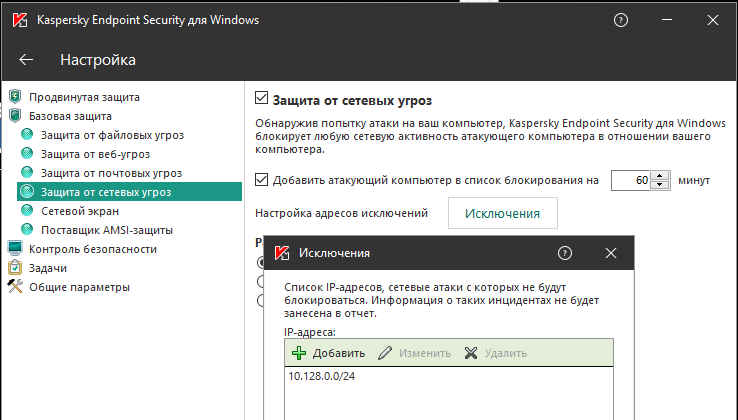 Kaspersky Endpoint Security для Windows
Настройка
Продвинутая защита
Базовая защита
Защита от файловых угроз
Защита от веб-угроз
Защита от почтовых угроз
Защита от сетевых угроз
Сетевой экран
Поставщик AMSI-защиты
Контроль безопасности
Задачи
Общие параметры
Защита от сетевых угроз
Обнаружив попытку атаки на ваш компьютер, Kaspersky Endpoint Security для Windows
блокирует любую сетевую активность атакующего компьютера в отношении вашего
компьютера.
Добавить атакующий компьютер в список блокирования на 60 минут
Настройка адресов исключений Исключения
Исключения
Список IP-адресов, сетевые атаки с которых не будут
блокироваться. Информация о таких инцидентах не будет
занесена в отчет.
IP-адреса:
Добавить Изменить Удалить
10.128.0.0/24